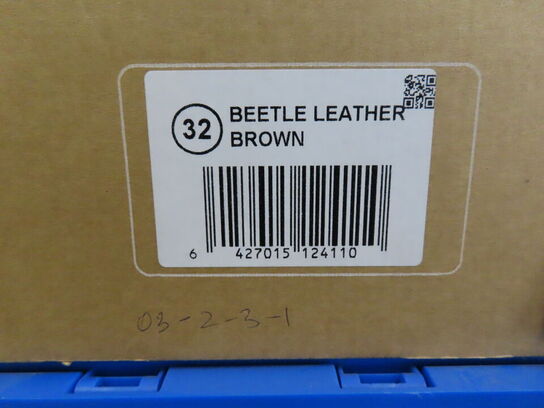 32
BEETLE LEATHER
BROWN
6 427015 124110
03-2-3-1